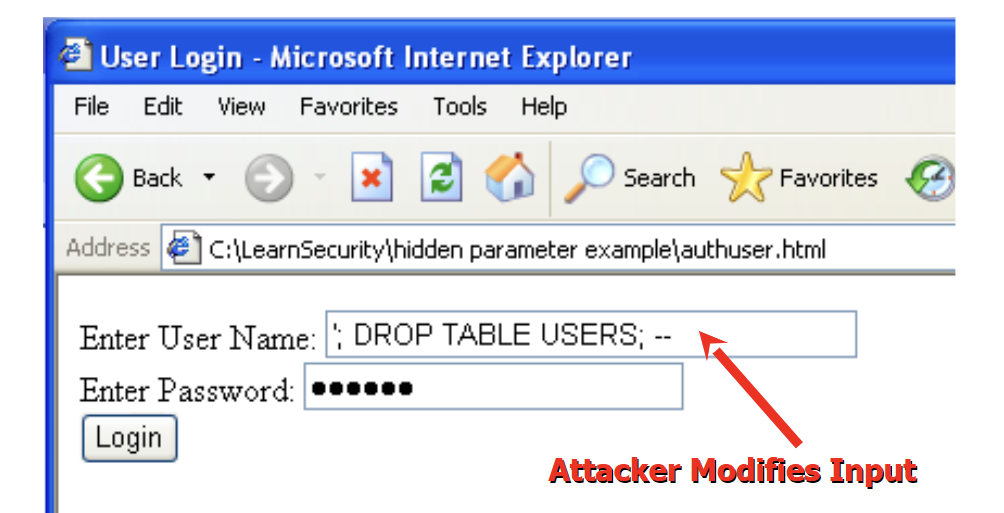 User Login - Microsoft Internet Explorer
File Edit View Favorites Tools Help
Back Search Favorites
Address C:\LearnSecurity\hidden parameter example\authuser.html
Enter User Name: '; DROP TABLE USERS; --
Enter Password: ●●●●●●
Login
Attacker Modifies Input